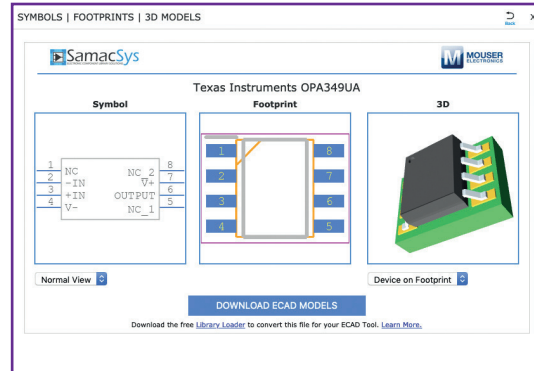 SYMBOLS | FOOTPRINTS | 3D MODELS
Back
x
SamacSys
MOUSER
ELECTRONICS
Texas Instruments OPA349UA
Symbol
Footprint
3D
1 NC NC_2 8
2 -IN V+ 7
3 +IN OUTPUT 6
4 V- NC_1 5
1 8
2 7
3 6
4 5
Normal View
Device on Footprint
DOWNLOAD ECAD MODELS
Download the free Library Loader to convert this file for your ECAD Tool. Learn More.